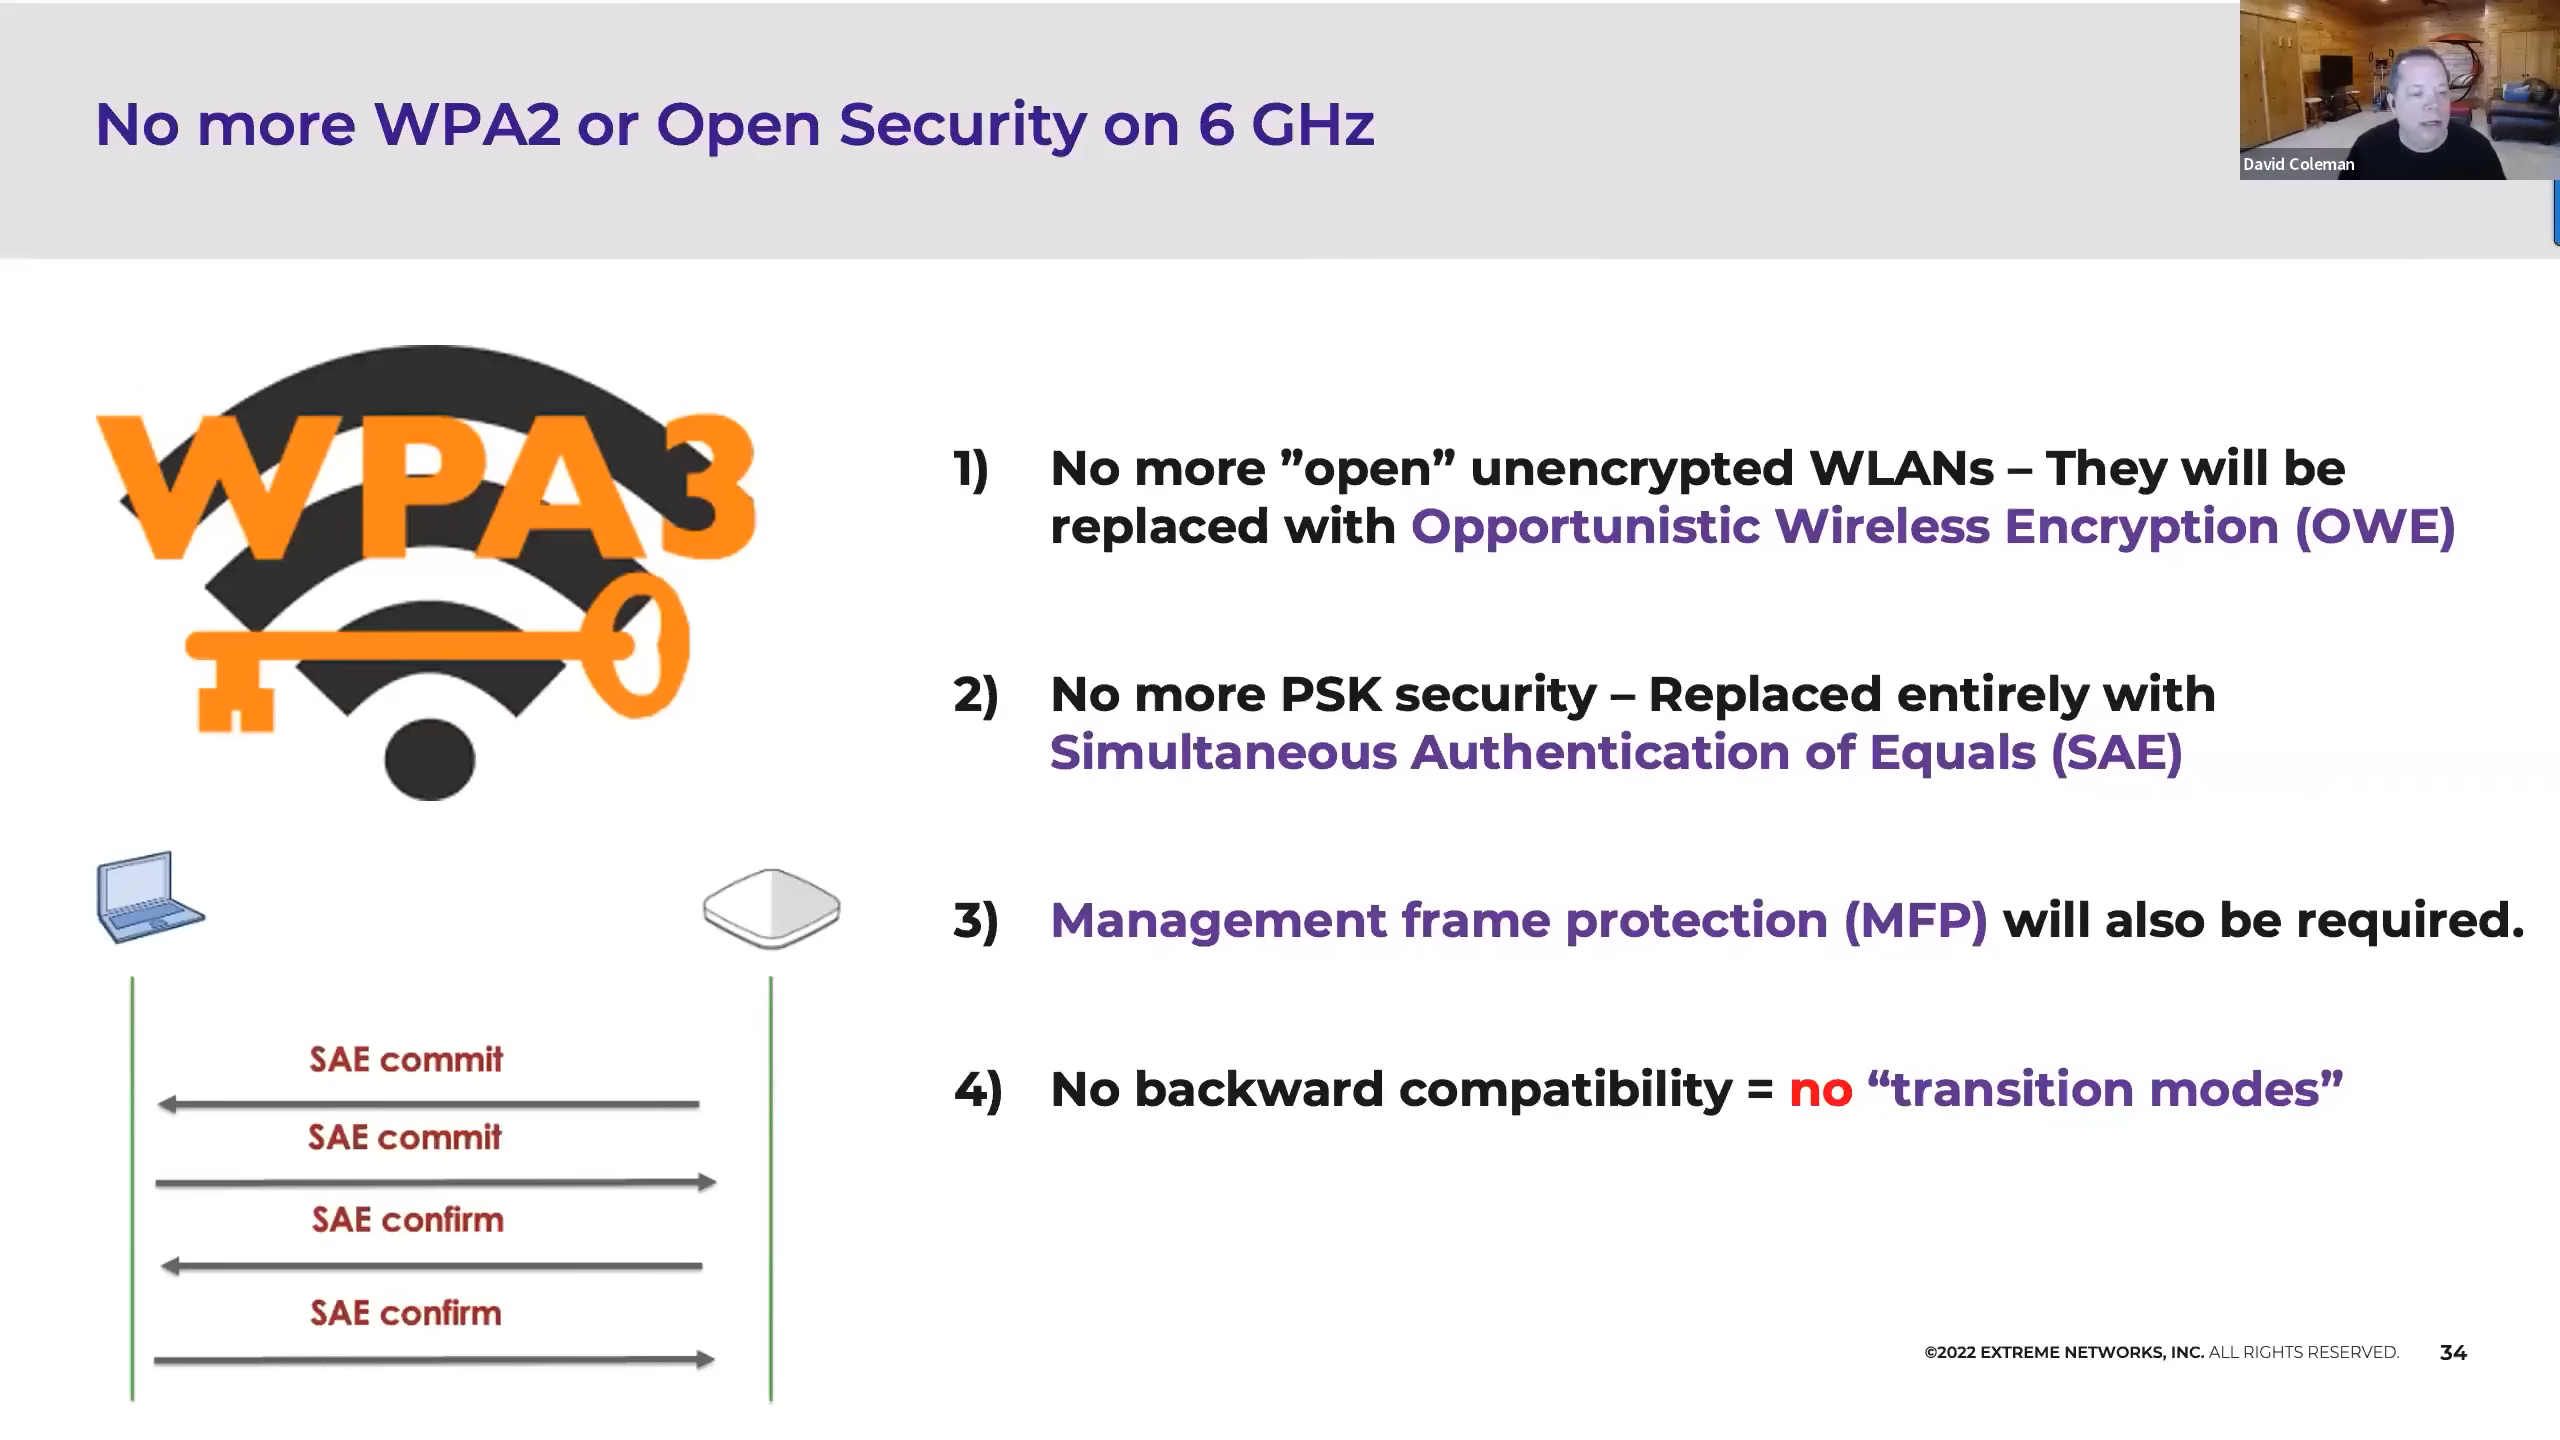 No more WPA2 or Open Security on 6 GHz
David Coleman
WPA3
1) No more ”open” unencrypted WLANs – They will be
replaced with Opportunistic Wireless Encryption (OWE)
2) No more PSK security – Replaced entirely with
Simultaneous Authentication of Equals (SAE)
3) Management frame protection (MFP) will also be required.
4) No backward compatibility = no “transition modes”
SAE commit
SAE commit
SAE confirm
SAE confirm
©2022 EXTREME NETWORKS, INC. ALL RIGHTS RESERVED. 34